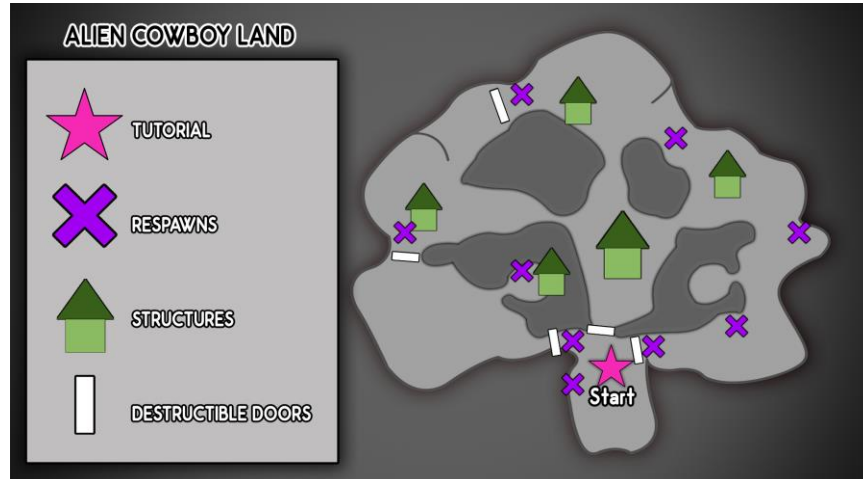 ALIEN COWBOY LAND
TUTORIAL
RESPAWNS
STRUCTURES
DESTRUCTIBLE DOORS
Start